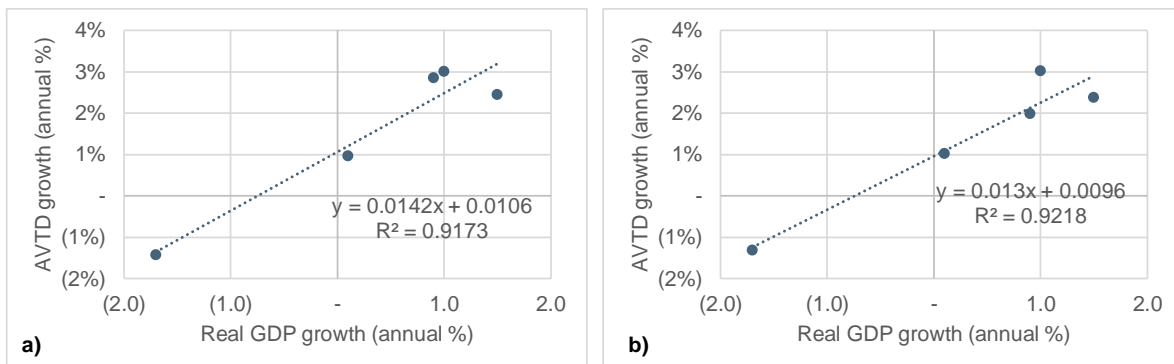 4%
3%
2%
1%
-
(1%)
(2%)
AVTD growth (annual %)
y = 0.0142x + 0.0106
R² = 0.9173
(2.0) (1.0) - 1.0 2.0
Real GDP growth (annual %)
a)
4%
3%
2%
1%
-
(1%)
(2%)
AVTD growth (annual %)
y = 0.013x + 0.0096
R² = 0.9218
(2.0) (1.0) - 1.0 2.0
Real GDP growth (annual %)
b)